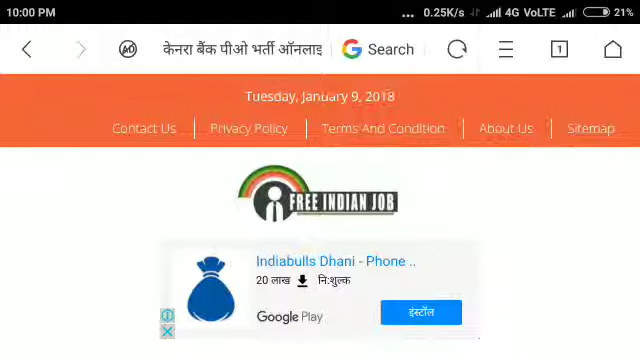 10:00 PM ... 0.25K/s 4G VoLTE 21%
AD केनरा बैंक पीओ भर्ती ऑनलाइ G Search 1
Tuesday, January 9, 2018
Contact Us Privacy Policy Terms And Condition About Us Sitemap
FREE INDIAN JOB
Indiabulls Dhani - Phone ..
20 लाख नि:शुल्क
Google Play इंस्टॉल